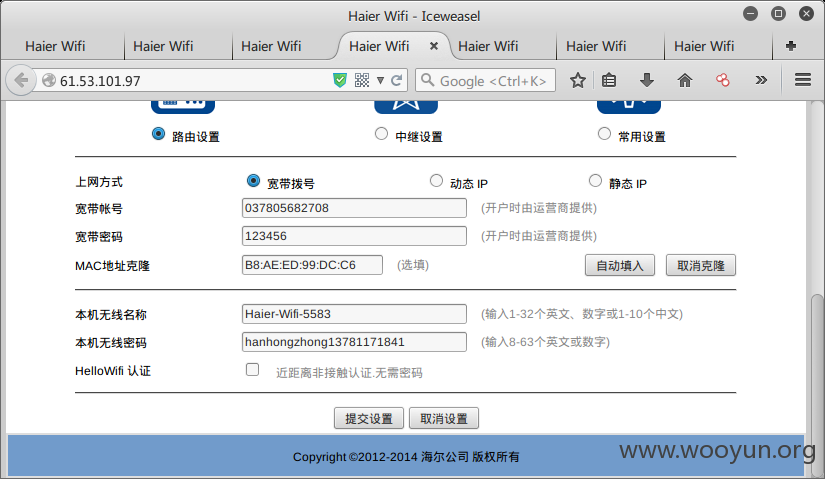 Haier Wifi - Iceweasel
Haier Wifi Haier Wifi Haier Wifi Haier Wifi Haier Wifi Haier Wifi Haier Wifi
61.53.101.97 Google <Ctrl+K>
路由设置 中继设置 常用设置
上网方式 宽带拨号 动态 IP 静态 IP
宽带帐号 037805682708 (开户时由运营商提供)
宽带密码 123456 (开户时由运营商提供)
MAC地址克隆 B8:AE:ED:99:DC:C6 (选填) 自动填入 取消克隆
本机无线名称 Haier-Wifi-5583 (输入1-32个英文、数字或1-10个中文)
本机无线密码 hanhongzhong13781171841 (输入8-63个英文或数字)
HelloWifi 认证 近距离非接触认证.无需密码
提交设置 取消设置
Copyright ©2012-2014 海尔公司 版权所有
www.wooyun.org